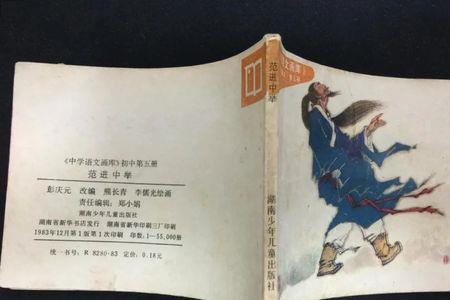 《中学语文画库》初中第五册
范进中举
彭庆元 改编 熊长青 李儒光绘画
责任编辑:郑小娟
湖南少年儿童出版社
湖南省新华书店发行 湖南省新华印刷三厂印刷
1983年12月第1版第1次印刷 印数:1—55,000册
统一书号:R 8280·83 定价:0.18元
范进中举
湖南少年儿童出版社